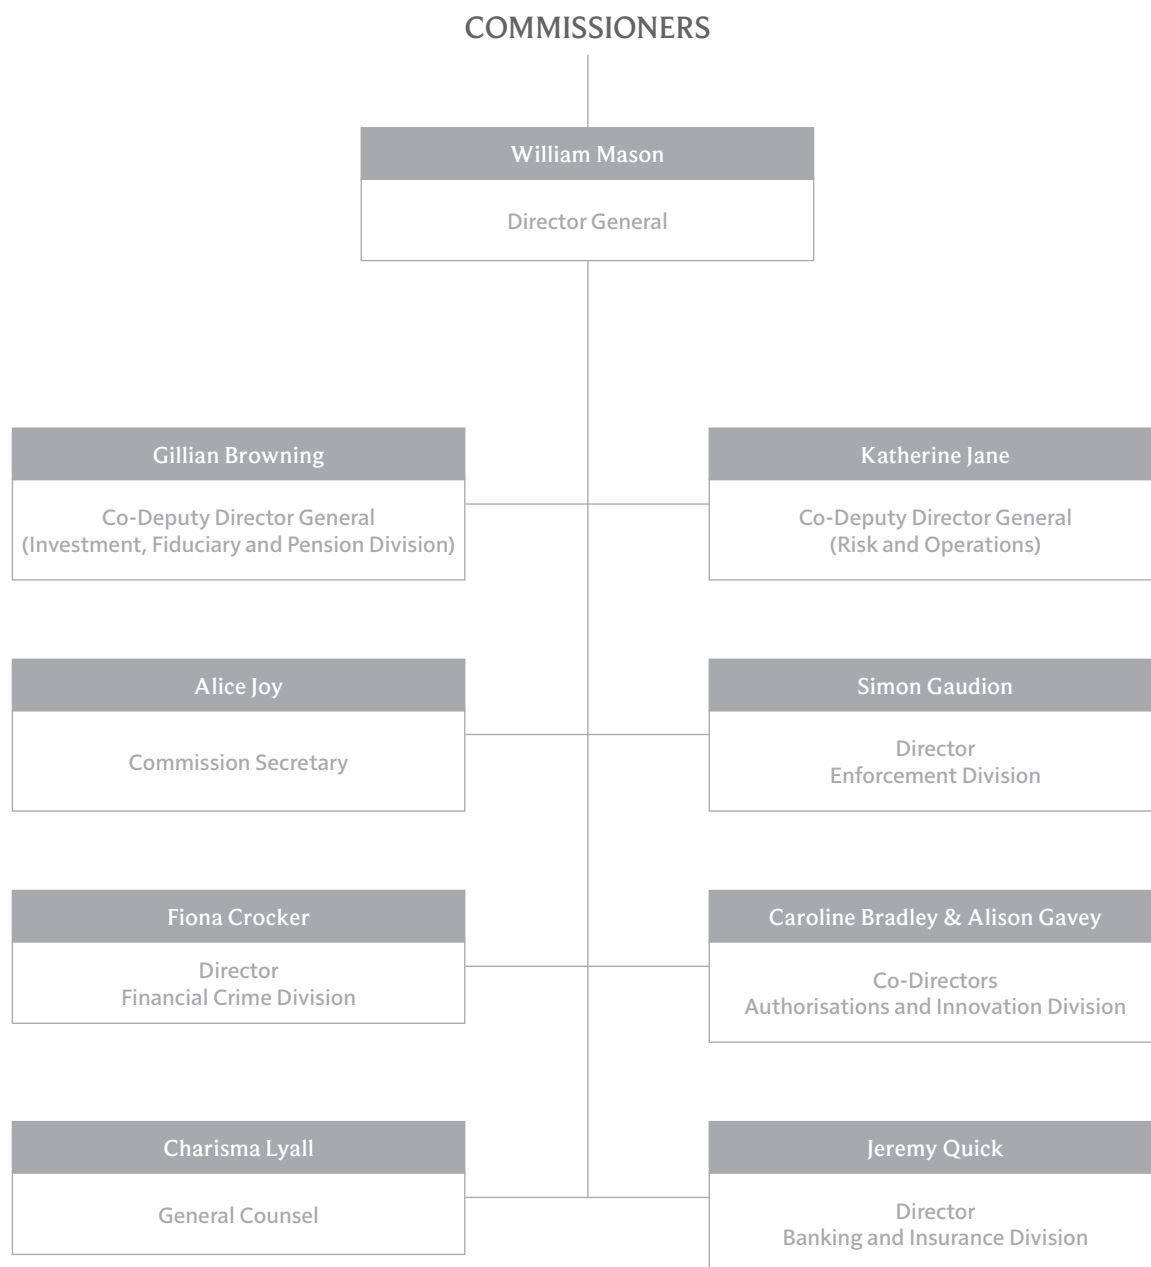 COMMISSIONERS
William Mason
Director General
Gillian Browning
Co-Deputy Director General
(Investment, Fiduciary and Pension Division)
Katherine Jane
Co-Deputy Director General
(Risk and Operations)
Alice Joy
Commission Secretary
Simon Gaudion
Director
Enforcement Division
Fiona Crocker
Director
Financial Crime Division
Caroline Bradley & Alison Gavey
Co-Directors
Authorisations and Innovation Division
Charisma Lyall
General Counsel
Jeremy Quick
Director
Banking and Insurance Division